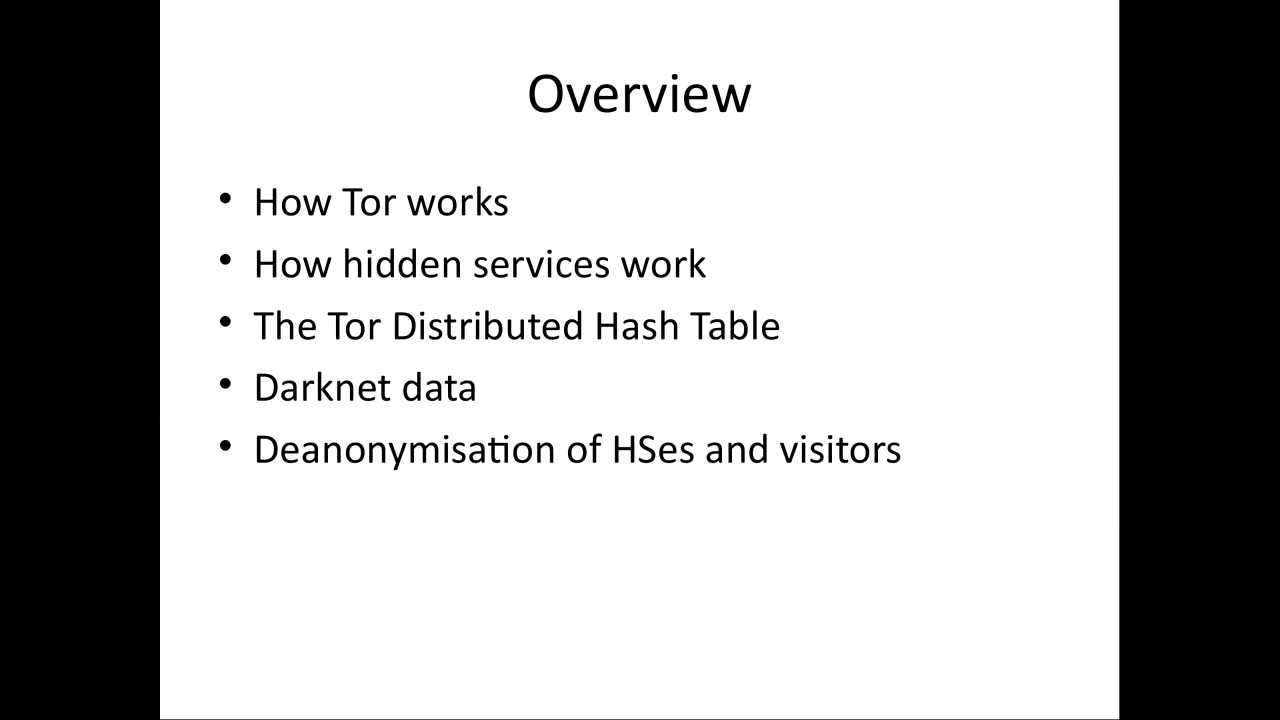 Overview
• How Tor works
• How hidden services work
• The Tor Distributed Hash Table
• Darknet data
• Deanonymisation of HSes and visitors